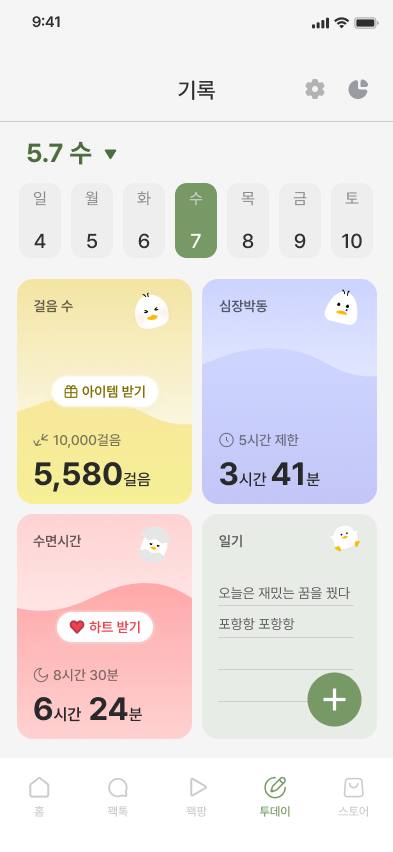 9:41
기록
5.7 수
일 월 화 수 목 금 토
4 5 6 7 8 9 10
걸음 수
아이템 받기
10,000걸음
5,580걸음
심장박동
5시간 제한
3시간 41분
수면시간
하트 받기
8시간 30분
6시간 24분
일기
오늘은 재밌는 꿈을 꿨다
포항항 포항항
홈 꽥톡 꽥팡 투데이 스토어